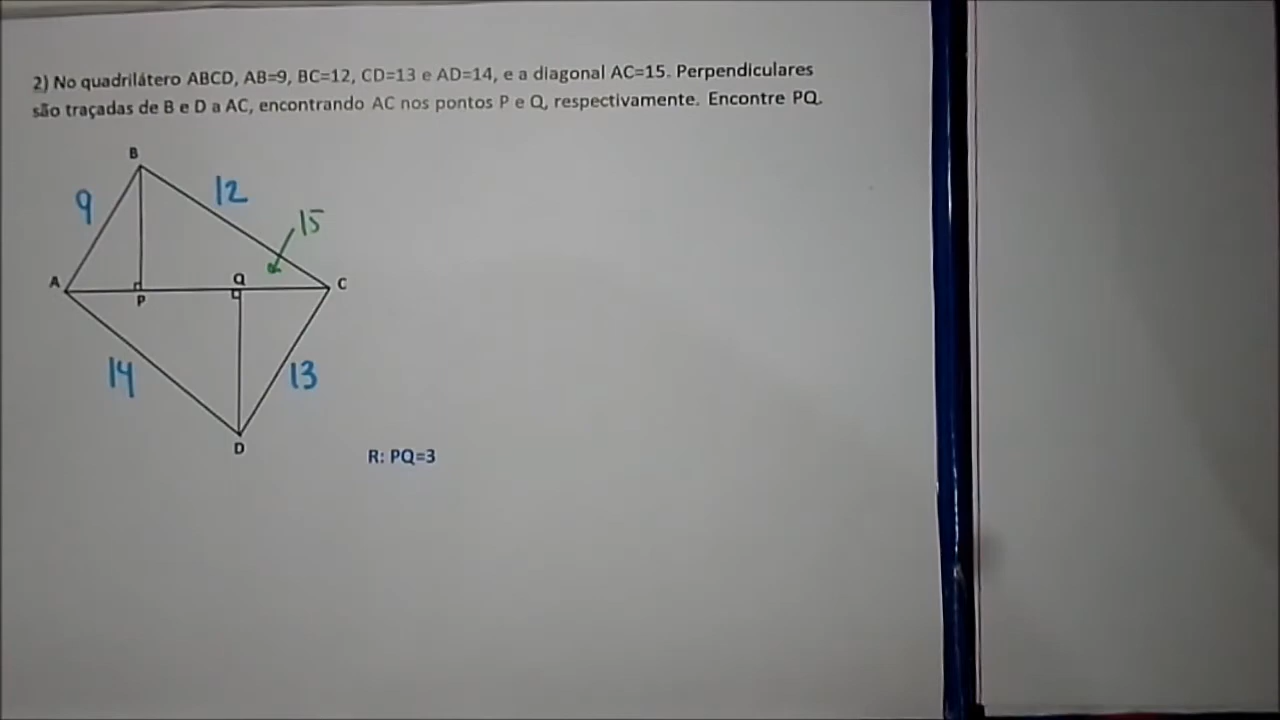 2) No quadrilátero ABCD, AB=9, BC=12, CD=13 e AD=14, e a diagonal AC=15. Perpendiculares
são traçadas de B e D a AC, encontrando AC nos pontos P e Q, respectivamente. Encontre PQ.
B
9
12
15
A
P
Q
C
14
13
D
R: PQ=3